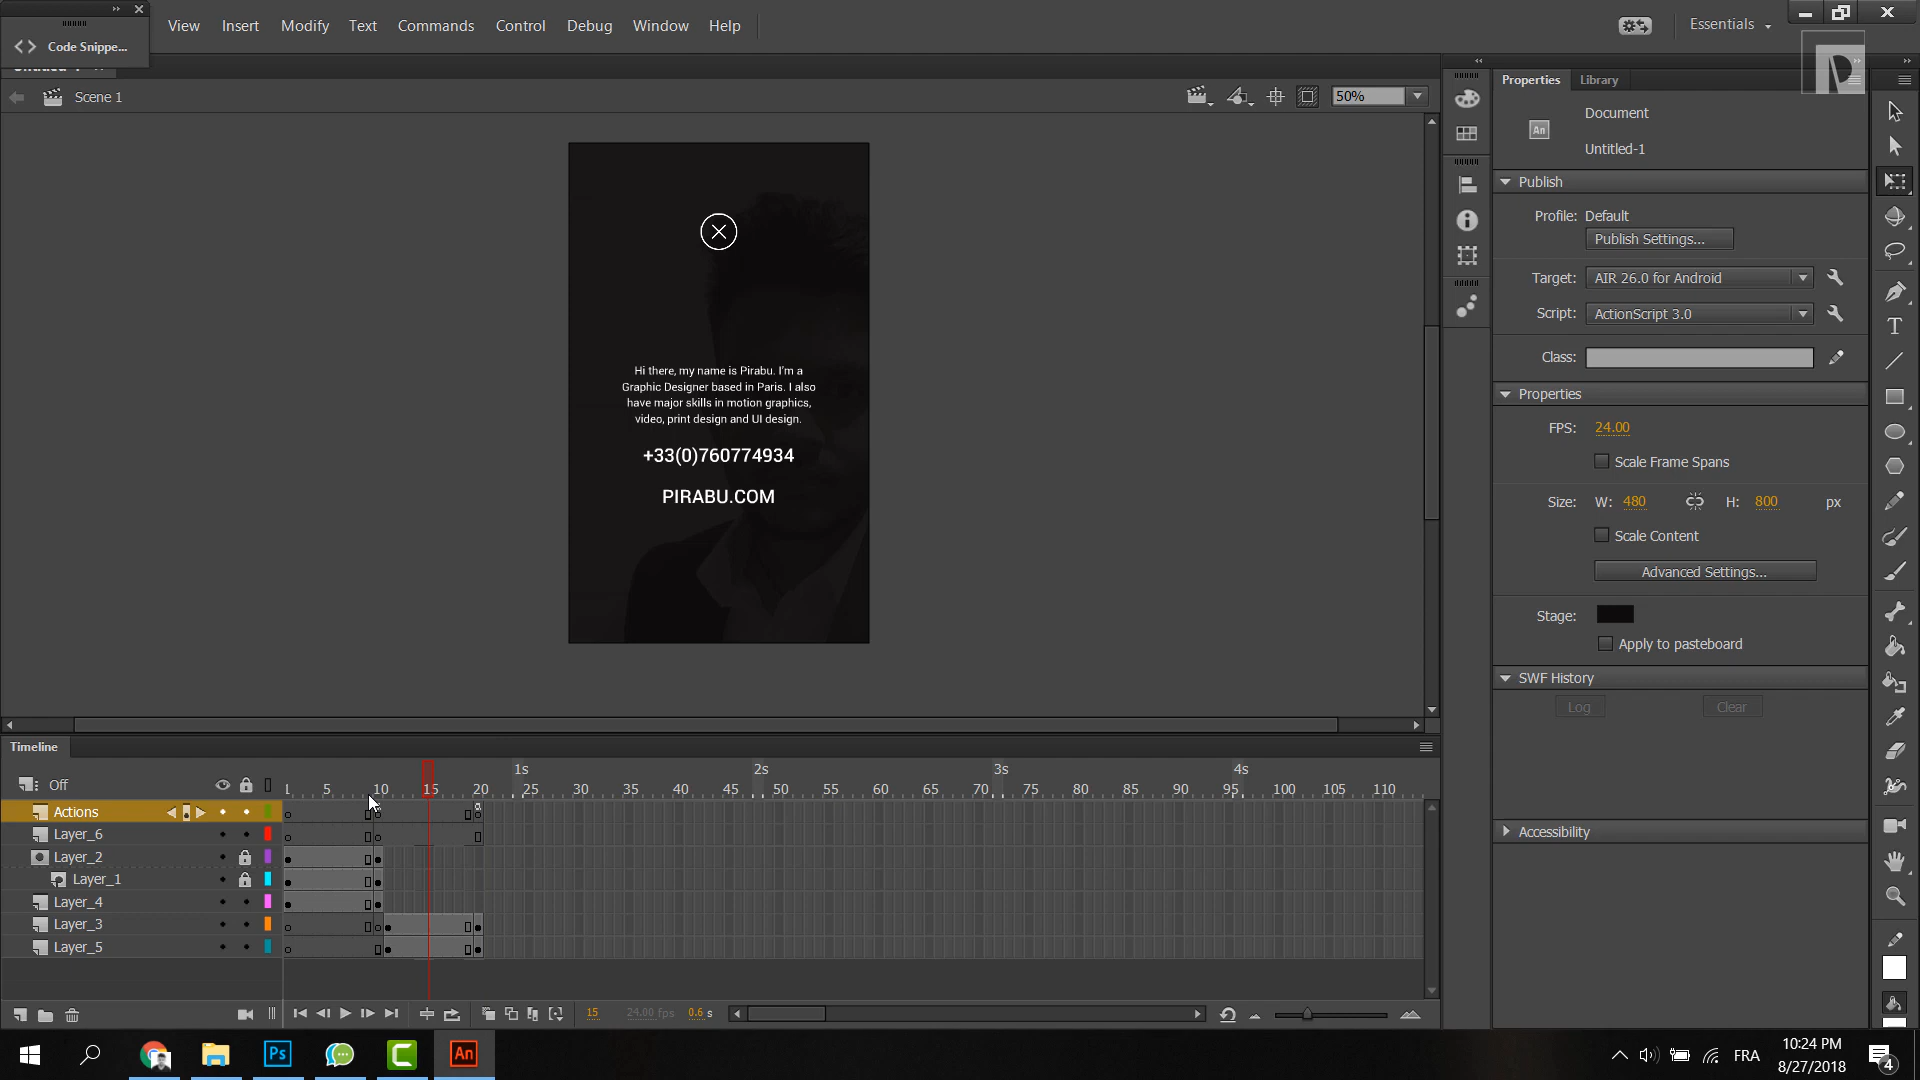 Code Snippe...
View Insert Modify Text Commands Control Debug Window Help
Essentials
Scene 1
50%
Properties Library
Document
An
Untitled-1
Publish
Profile: Default
Publish Settings...
Target: AIR 26.0 for Android
Script: ActionScript 3.0
Class:
Properties
FPS: 24.00
Scale Frame Spans
Size: W: 480 H: 800 px
Scale Content
Advanced Settings...
Stage:
Apply to pasteboard
SWF History
Log Clear
Accessibility
Hi there, my name is Pirabu. I'm a
Graphic Designer based in Paris. I also
have major skills in motion graphics,
video, print design and UI design.
+33(0)760774934
PIRABU.COM
Timeline
1s 2s 3s 4s
Off
5 10 15 20 25 30 35 40 45 50 55 60 65 70 75 80 85 90 95 100 105 110
Actions
Layer_6
Layer_2
Layer_1
Layer_4
Layer_3
Layer_5
15 24.00 fps 0.6 s
Ps An
FRA
10:24 PM
8/27/2018
4